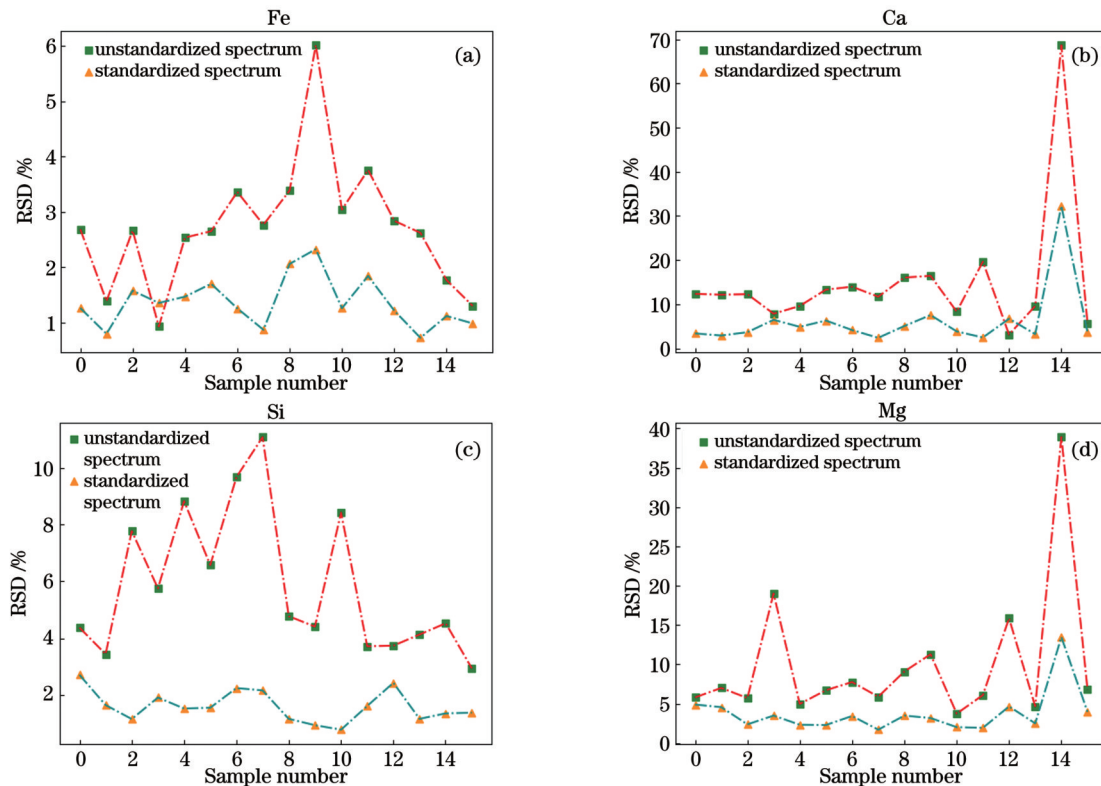 Fe
(a)
unstandardized spectrum
standardized spectrum
RSD /%
6
5
4
3
2
1
0 2 4 6 8 10 12 14
Sample number
Ca
(b)
unstandardized spectrum
standardized spectrum
RSD /%
70
60
50
40
30
20
10
0
0 2 4 6 8 10 12 14
Sample number
Si
(c)
unstandardized
spectrum
standardized
spectrum
RSD /%
10
8
6
4
2
0 2 4 6 8 10 12 14
Sample number
Mg
(d)
unstandardized spectrum
standardized spectrum
RSD /%
40
35
30
25
20
15
10
5
0
0 2 4 6 8 10 12 14
Sample number